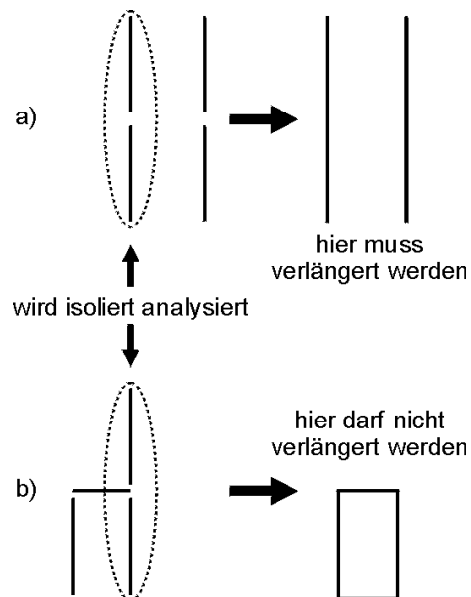 a)
hier muss
verlängert werden
wird isoliert analysiert
hier darf nicht
verlängert werden
b)